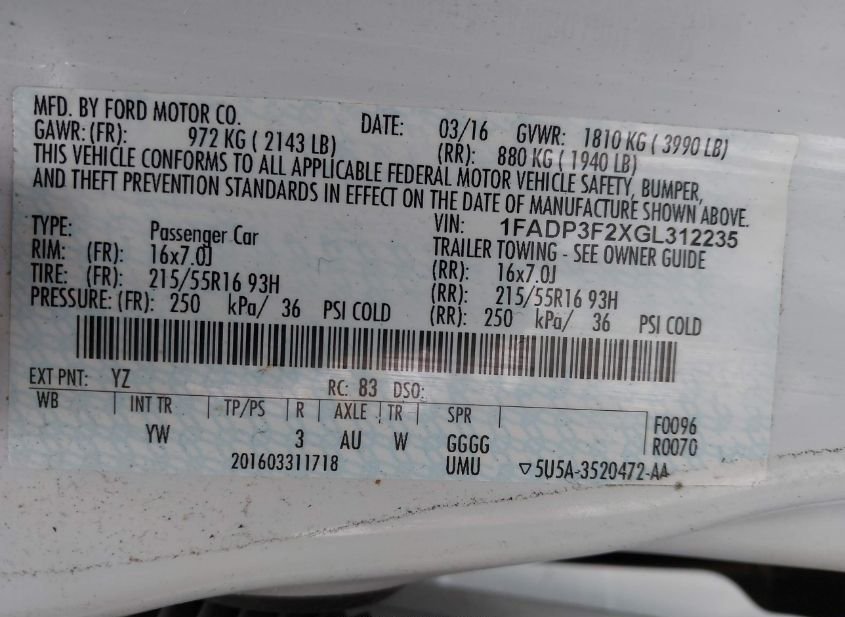 MFD. BY FORD MOTOR CO. DATE: 03/16 GVWR: 1810 KG ( 3990 LB)
GAWR: (FR): 972 KG ( 2143 LB) (RR): 880 KG ( 1940 LB)
THIS VEHICLE CONFORMS TO ALL APPLICABLE FEDERAL MOTOR VEHICLE SAFETY, BUMPER,
AND THEFT PREVENTION STANDARDS IN EFFECT ON THE DATE OF MANUFACTURE SHOWN ABOVE.
VIN: 1FADP3F2XGL312235
TYPE: Passenger Car TRAILER TOWING - SEE OWNER GUIDE
RIM: (FR): 16x7.0J (RR): 16x7.0J
TIRE: (FR): 215/55R16 93H (RR): 215/55R16 93H
PRESSURE: (FR): 250 kPa/ 36 PSI COLD (RR): 250 kPa/ 36 PSI COLD
EXT PNT: YZ RC: 83 DSO:
WB INT TR TP/PS R AXLE TR SPR F0096
YW 3 AU W GGGG R0070
201603311718 UMU ▽5U5A-3520472-AA